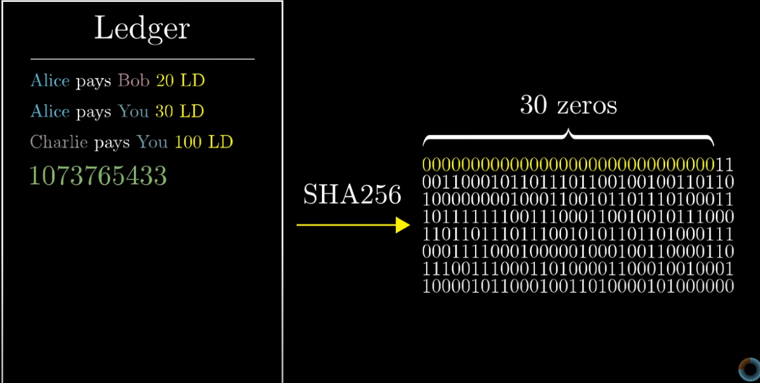 Ledger
Alice pays Bob 20 LD
Alice pays You 30 LD
Charlie pays You 100 LD
1073765433
SHA256
30 zeros
00000000000000000000000000000011
00110001011011101100100100110110
10000000010001100101101110100011
10111111100111000110010010111000
11011011101110010101101101000111
00011110001000001000100110000110
11100111000110100001100010010001
10000101100010011010000101000000